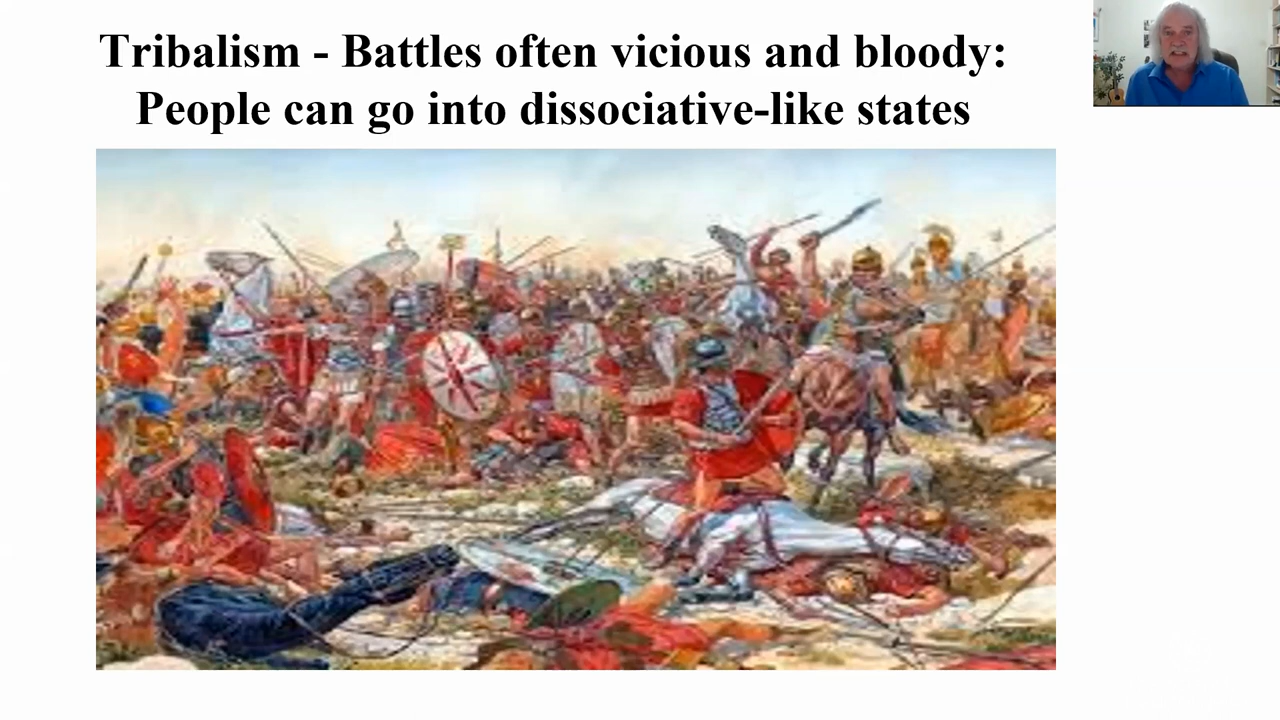 Tribalism - Battles often vicious and bloody:
People can go into dissociative-like states